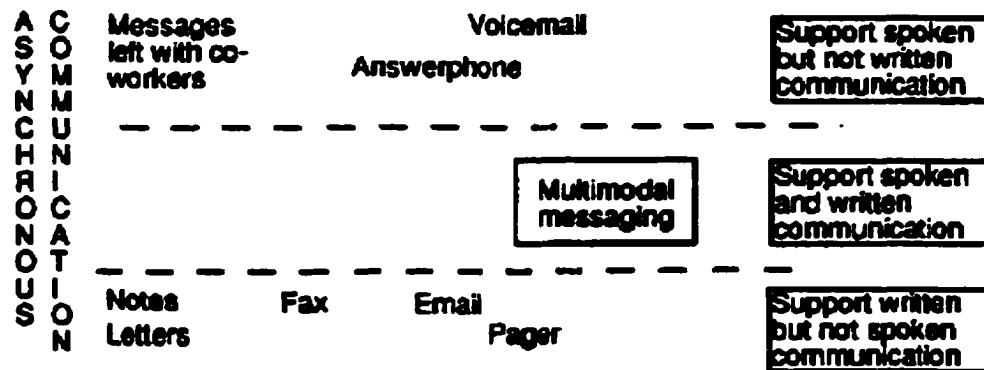 ASYNCHRONOUS
COMMUNICATION
Messages
left with co-
workers
Voicemail
Answerphone
Support spoken
but not written
communication
Multimodal
messaging
Support spoken
and written
communication
Notes
Fax
Email
Letters
Pager
Support written
but not spoken
communication